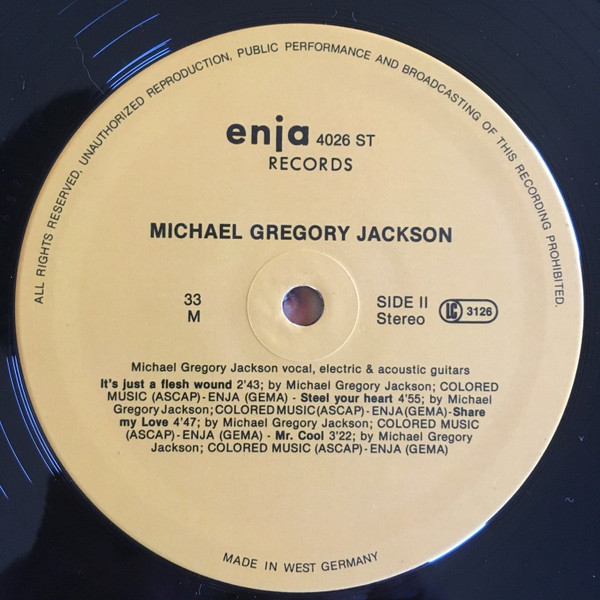 ALL RIGHTS RESERVED. UNAUTHORIZED REPRODUCTION, PUBLIC PERFORMANCE AND BROADCASTING OF THIS RECORDING PROHIBITED.
enja 4026 ST
RECORDS
MICHAEL GREGORY JACKSON
33 SIDE II LC 3126
M Stereo
Michael Gregory Jackson vocal, electric & acoustic guitars
It's just a flesh wound 2'43; by Michael Gregory Jackson; COLORED
MUSIC (ASCAP)-ENJA (GEMA) - Steel your heart 4'55; by Michael
Gregory Jackson; COLORED MUSIC (ASCAP)-ENJA (GEMA)-Share
my Love 4'47; by Michael Gregory Jackson; COLORED MUSIC
(ASCAP)-ENJA (GEMA) - Mr. Cool 3'22; by Michael Gregory
Jackson; COLORED MUSIC (ASCAP)-ENJA (GEMA)
MADE IN WEST GERMANY